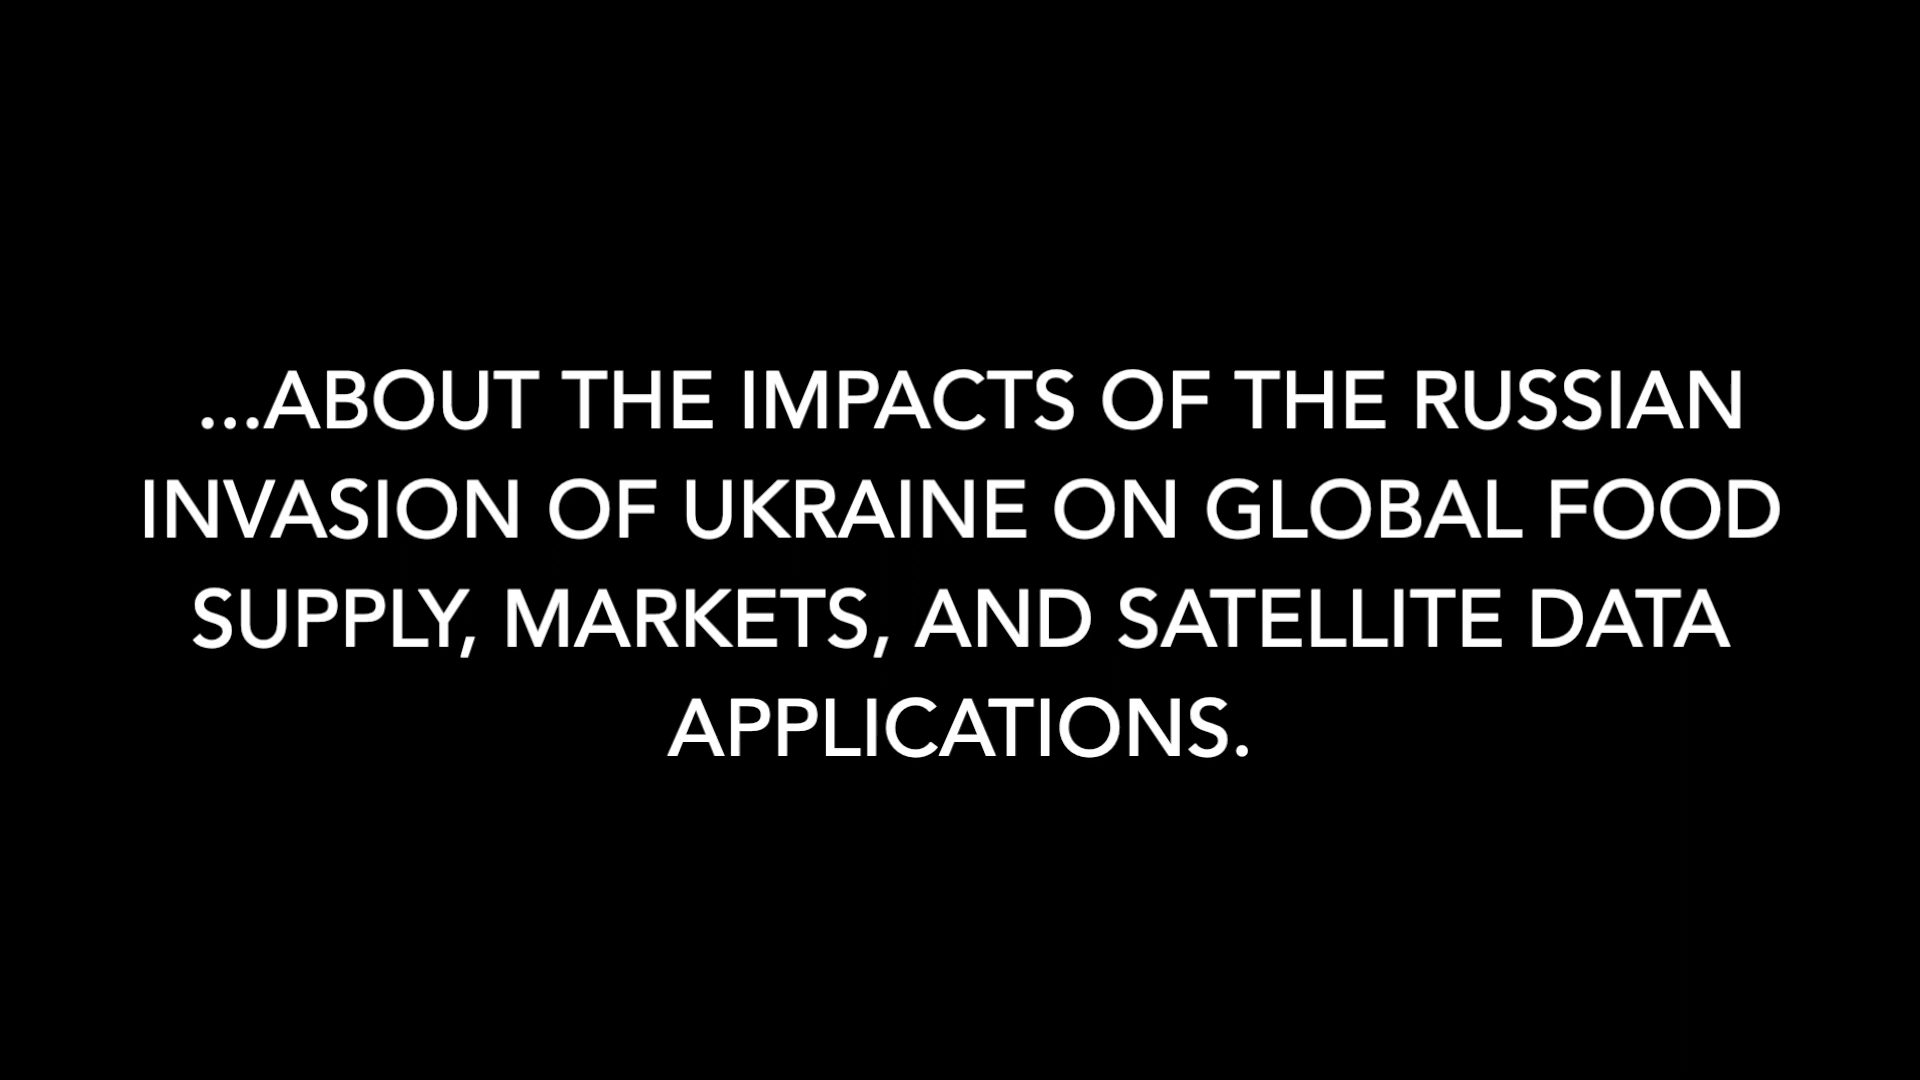 ...ABOUT THE IMPACTS OF THE RUSSIAN
INVASION OF UKRAINE ON GLOBAL FOOD
SUPPLY, MARKETS, AND SATELLITE DATA
APPLICATIONS.